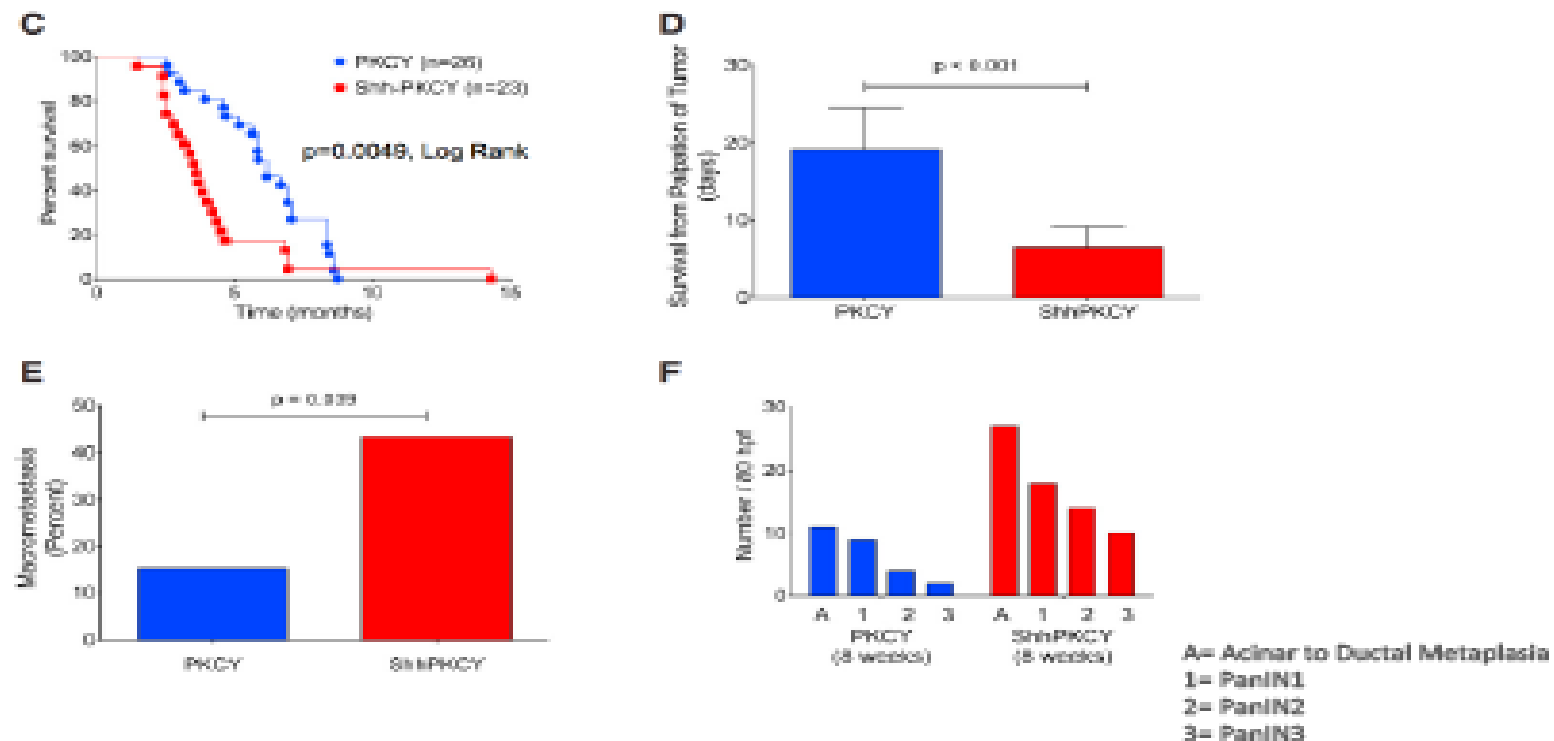 C
100
80
60
40
20
0
Percent survival
PKCY (n=26)
Shh-PKCY (n=23)
p=0.0049, Log Rank
0 5 10 15
Time (months)
D
Survival from Palpation of Tumor
(days)
30
20
10
0
p < 0.001
PKCY ShhPKCY
E
Macrometastasis
(Percent)
50
40
30
20
10
0
p = 0.039
PKCY ShhPKCY
F
Number / 80 hpf
30
20
10
0
A 1 2 3 A 1 2 3
PKCY ShhPKCY
(8 weeks) (8 weeks)
A= Acinar to Ductal Metaplasia
1= PanIN1
2= PanIN2
3= PanIN3